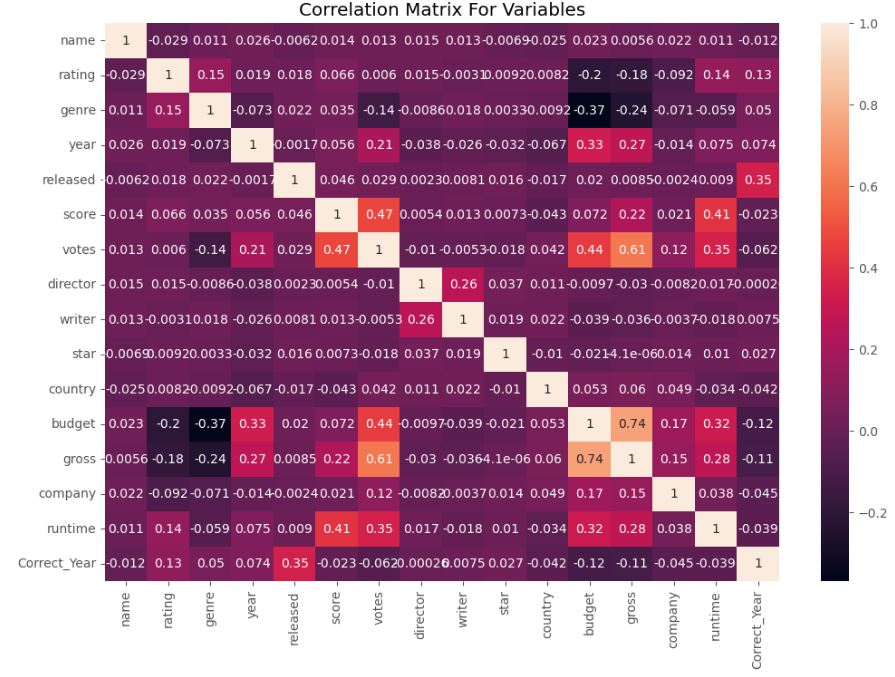 Correlation Matrix For Variables
name 1 -0.029 0.011 0.026 -0.0062 0.014 0.013 0.015 0.013 -0.0069 -0.025 0.023 0.0056 0.022 0.011 -0.012
rating -0.029 1 0.15 0.019 0.018 0.066 0.006 0.015 -0.0031 0.0092 0.0082 -0.2 -0.18 -0.092 0.14 0.13
genre 0.011 0.15 1 -0.073 0.022 0.035 -0.14 -0.0086 0.018 0.0033 -0.0092 -0.37 -0.24 -0.071 -0.059 0.05
year 0.026 0.019 -0.073 1 -0.0017 0.056 0.21 -0.038 -0.026 -0.032 -0.067 0.33 0.27 -0.014 0.075 0.074
released -0.0062 0.018 0.022 -0.0017 1 0.046 0.029 0.0023 0.0081 0.016 -0.017 0.02 0.0085 -0.0024 0.009 0.35
score 0.014 0.066 0.035 0.056 0.046 1 0.47 0.0054 0.013 0.0073 -0.043 0.072 0.22 0.021 0.41 -0.023
votes 0.013 0.006 -0.14 0.21 0.029 0.47 1 -0.01 -0.0053 -0.018 0.042 0.44 0.61 0.12 0.35 -0.062
director 0.015 0.015 -0.0086 -0.038 0.0023 0.0054 -0.01 1 0.26 0.037 0.011 -0.0097 -0.03 -0.0082 0.017
writer 0.013 -0.0031 0.018 -0.026 0.0081 0.013 -0.0053 0.26 1 0.019 0.022 -0.039 -0.036 -0.0037 -0.018 0.0075
star -0.0069 0.0092 0.0033 -0.032 0.016 0.0073 -0.018 0.037 0.019 1 -0.01 -0.021 -4.1e-06 0.014 0.01 0.027
country -0.025 0.0082 -0.0092 -0.067 -0.017 -0.043 0.042 0.011 0.022 -0.01 1 0.053 0.06 0.049 -0.034 -0.042
budget 0.023 -0.2 -0.37 0.33 0.02 0.072 0.44 -0.0097 -0.039 -0.021 0.053 1 0.74 0.17 0.32 -0.12
gross 0.0056 -0.18 -0.24 0.27 0.0085 0.22 0.61 -0.03 -0.036 -4.1e-06 0.06 0.74 1 0.15 0.28 -0.11
company 0.022 -0.092 -0.071 -0.014 -0.0024 0.021 0.12 -0.0082 -0.0037 0.014 0.049 0.17 0.15 1 0.038 -0.045
runtime 0.011 0.14 -0.059 0.075 0.009 0.41 0.35 0.017 -0.018 0.01 -0.034 0.32 0.28 0.038 1 -0.039
Correct_Year -0.012 0.13 0.05 0.074 0.35 -0.023 -0.062 -0.00026 0.0075 0.027 -0.042 -0.12 -0.11 -0.045 -0.039 1
name rating genre year released score votes director writer star country budget gross company runtime Correct_Year
1.0
0.8
0.6
0.4
0.2
0.0
-0.2